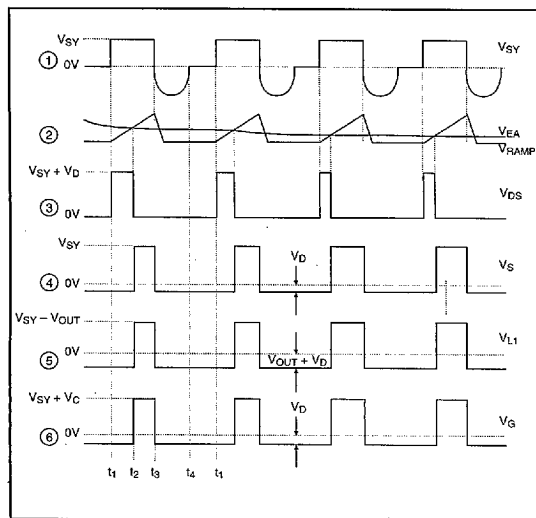 VSY
① 0V VSY
② VEA
VRAMP
VSY + VD
③ 0V VDS
VSY VD
④ 0V VS
VSY – VOUT
⑤ 0V VOUT + VD VL1
VSY + VC VD
⑥ 0V VG
t1 t2 t3 t4 t1